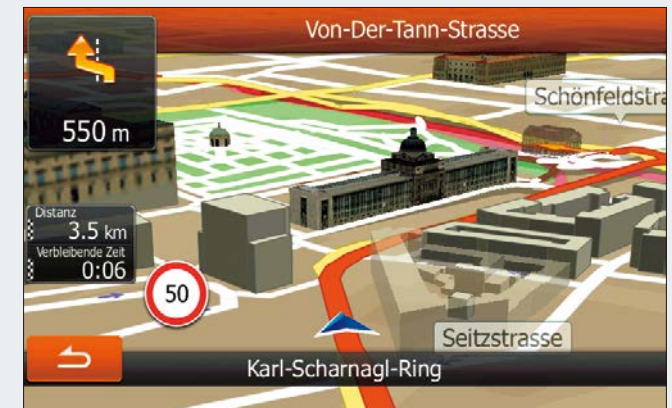 Von-Der-Tann-Strasse
550 m
Schönfeldstra
Distanz
3.5 km
Verbleibende Zeit
0:06
50
Seitzstrasse
Karl-Scharnagl-Ring